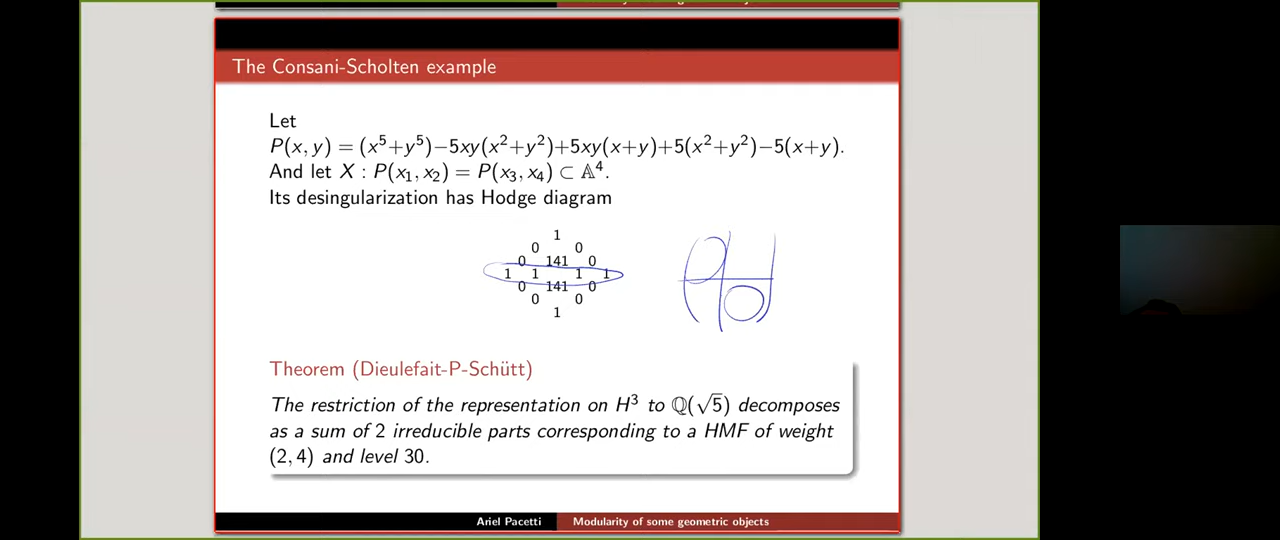 The Consani-Scholten example
Let
P(x, y) = (x⁵+y⁵)−5xy(x²+y²)+5xy(x+y)+5(x²+y²)−5(x+y).
And let X : P(x₁, x₂) = P(x₃, x₄) ⊂ 𝔸⁴.
Its desingularization has Hodge diagram
1
0 0
0 141 0
1 1 1 1
0 141 0
0 0
1
Theorem (Dieulefait-P-Schütt)
The restriction of the representation on H³ to ℚ(√5) decomposes
as a sum of 2 irreducible parts corresponding to a HMF of weight
(2, 4) and level 30.
Ariel Pacetti Modularity of some geometric objects